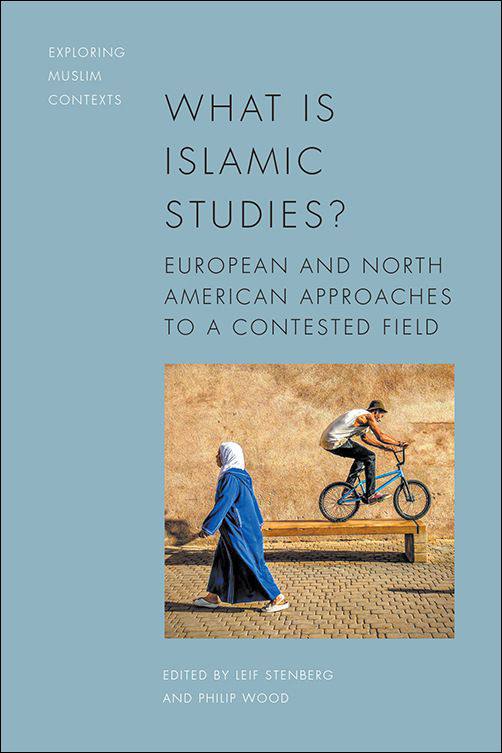 EXPLORING
MUSLIM
CONTEXTS
WHAT IS
ISLAMIC
STUDIES?
EUROPEAN AND NORTH
AMERICAN APPROACHES
TO A CONTESTED FIELD
EDITED BY LEIF STENBERG
AND PHILIP WOOD